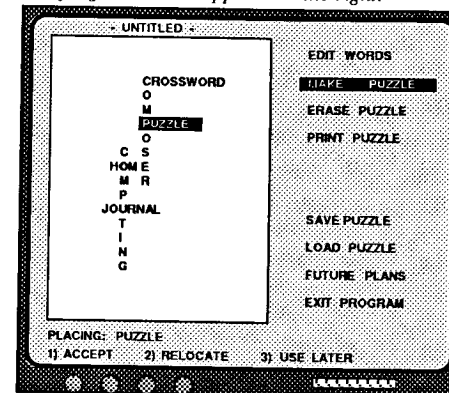 - UNTITLED -
CROSSWORD
O
M
PUZZLE
O
C S
HOME
M R
P
JOURNAL
T
I
N
G
EDIT WORDS
MAKE PUZZLE
ERASE PUZZLE
PRINT PUZZLE
SAVE PUZZLE
LOAD PUZZLE
FUTURE PLANS
EXIT PROGRAM
PLACING: PUZZLE
1) ACCEPT 2) RELOCATE 3) USE LATER